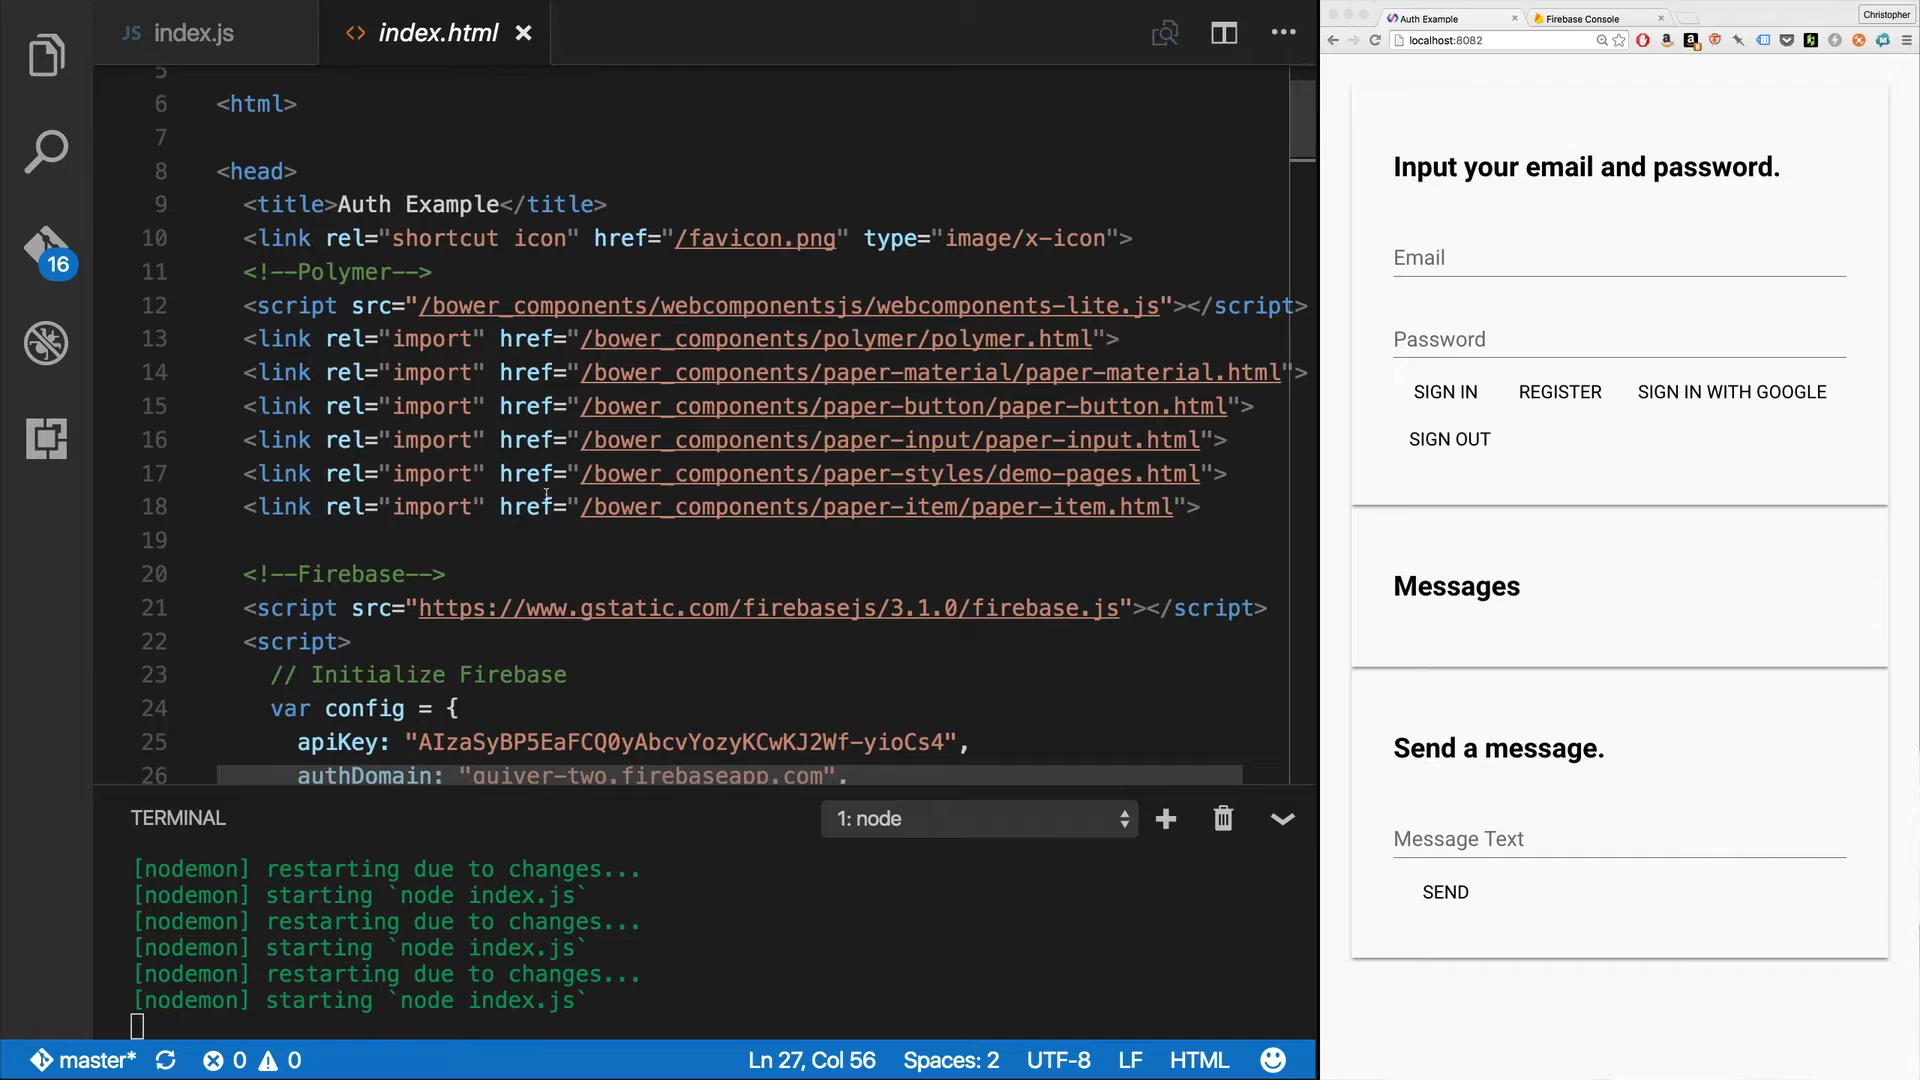 JS index.js
<> index.html
5
6 <html>
7
8 <head>
9 <title>Auth Example</title>
10 <link rel="shortcut icon" href="/favicon.png" type="image/x-icon">
11 <!--Polymer-->
12 <script src="/bower_components/webcomponentsjs/webcomponents-lite.js"></script>
13 <link rel="import" href="/bower_components/polymer/polymer.html">
14 <link rel="import" href="/bower_components/paper-material/paper-material.html">
15 <link rel="import" href="/bower_components/paper-button/paper-button.html">
16 <link rel="import" href="/bower_components/paper-input/paper-input.html">
17 <link rel="import" href="/bower_components/paper-styles/demo-pages.html">
18 <link rel="import" href="/bower_components/paper-item/paper-item.html">
19
20 <!--Firebase-->
21 <script src="https://www.gstatic.com/firebasejs/3.1.0/firebase.js"></script>
22 <script>
23 // Initialize Firebase
24 var config = {
25 apiKey: "AIzaSyBP5EaFCQ0yAbcvYozyKCwKJ2Wf-yioCs4",
26 authDomain: "quiver-two.firebaseapp.com",
16
TERMINAL
1: node
[nodemon] restarting due to changes...
[nodemon] starting `node index.js`
[nodemon] restarting due to changes...
[nodemon] starting `node index.js`
[nodemon] restarting due to changes...
[nodemon] starting `node index.js`
master* 0 0 Ln 27, Col 56 Spaces: 2 UTF-8 LF HTML
Auth Example
Firebase Console
Christopher
localhost:8082
Input your email and password.
Email
Password
SIGN IN REGISTER SIGN IN WITH GOOGLE
SIGN OUT
Messages
Send a message.
Message Text
SEND